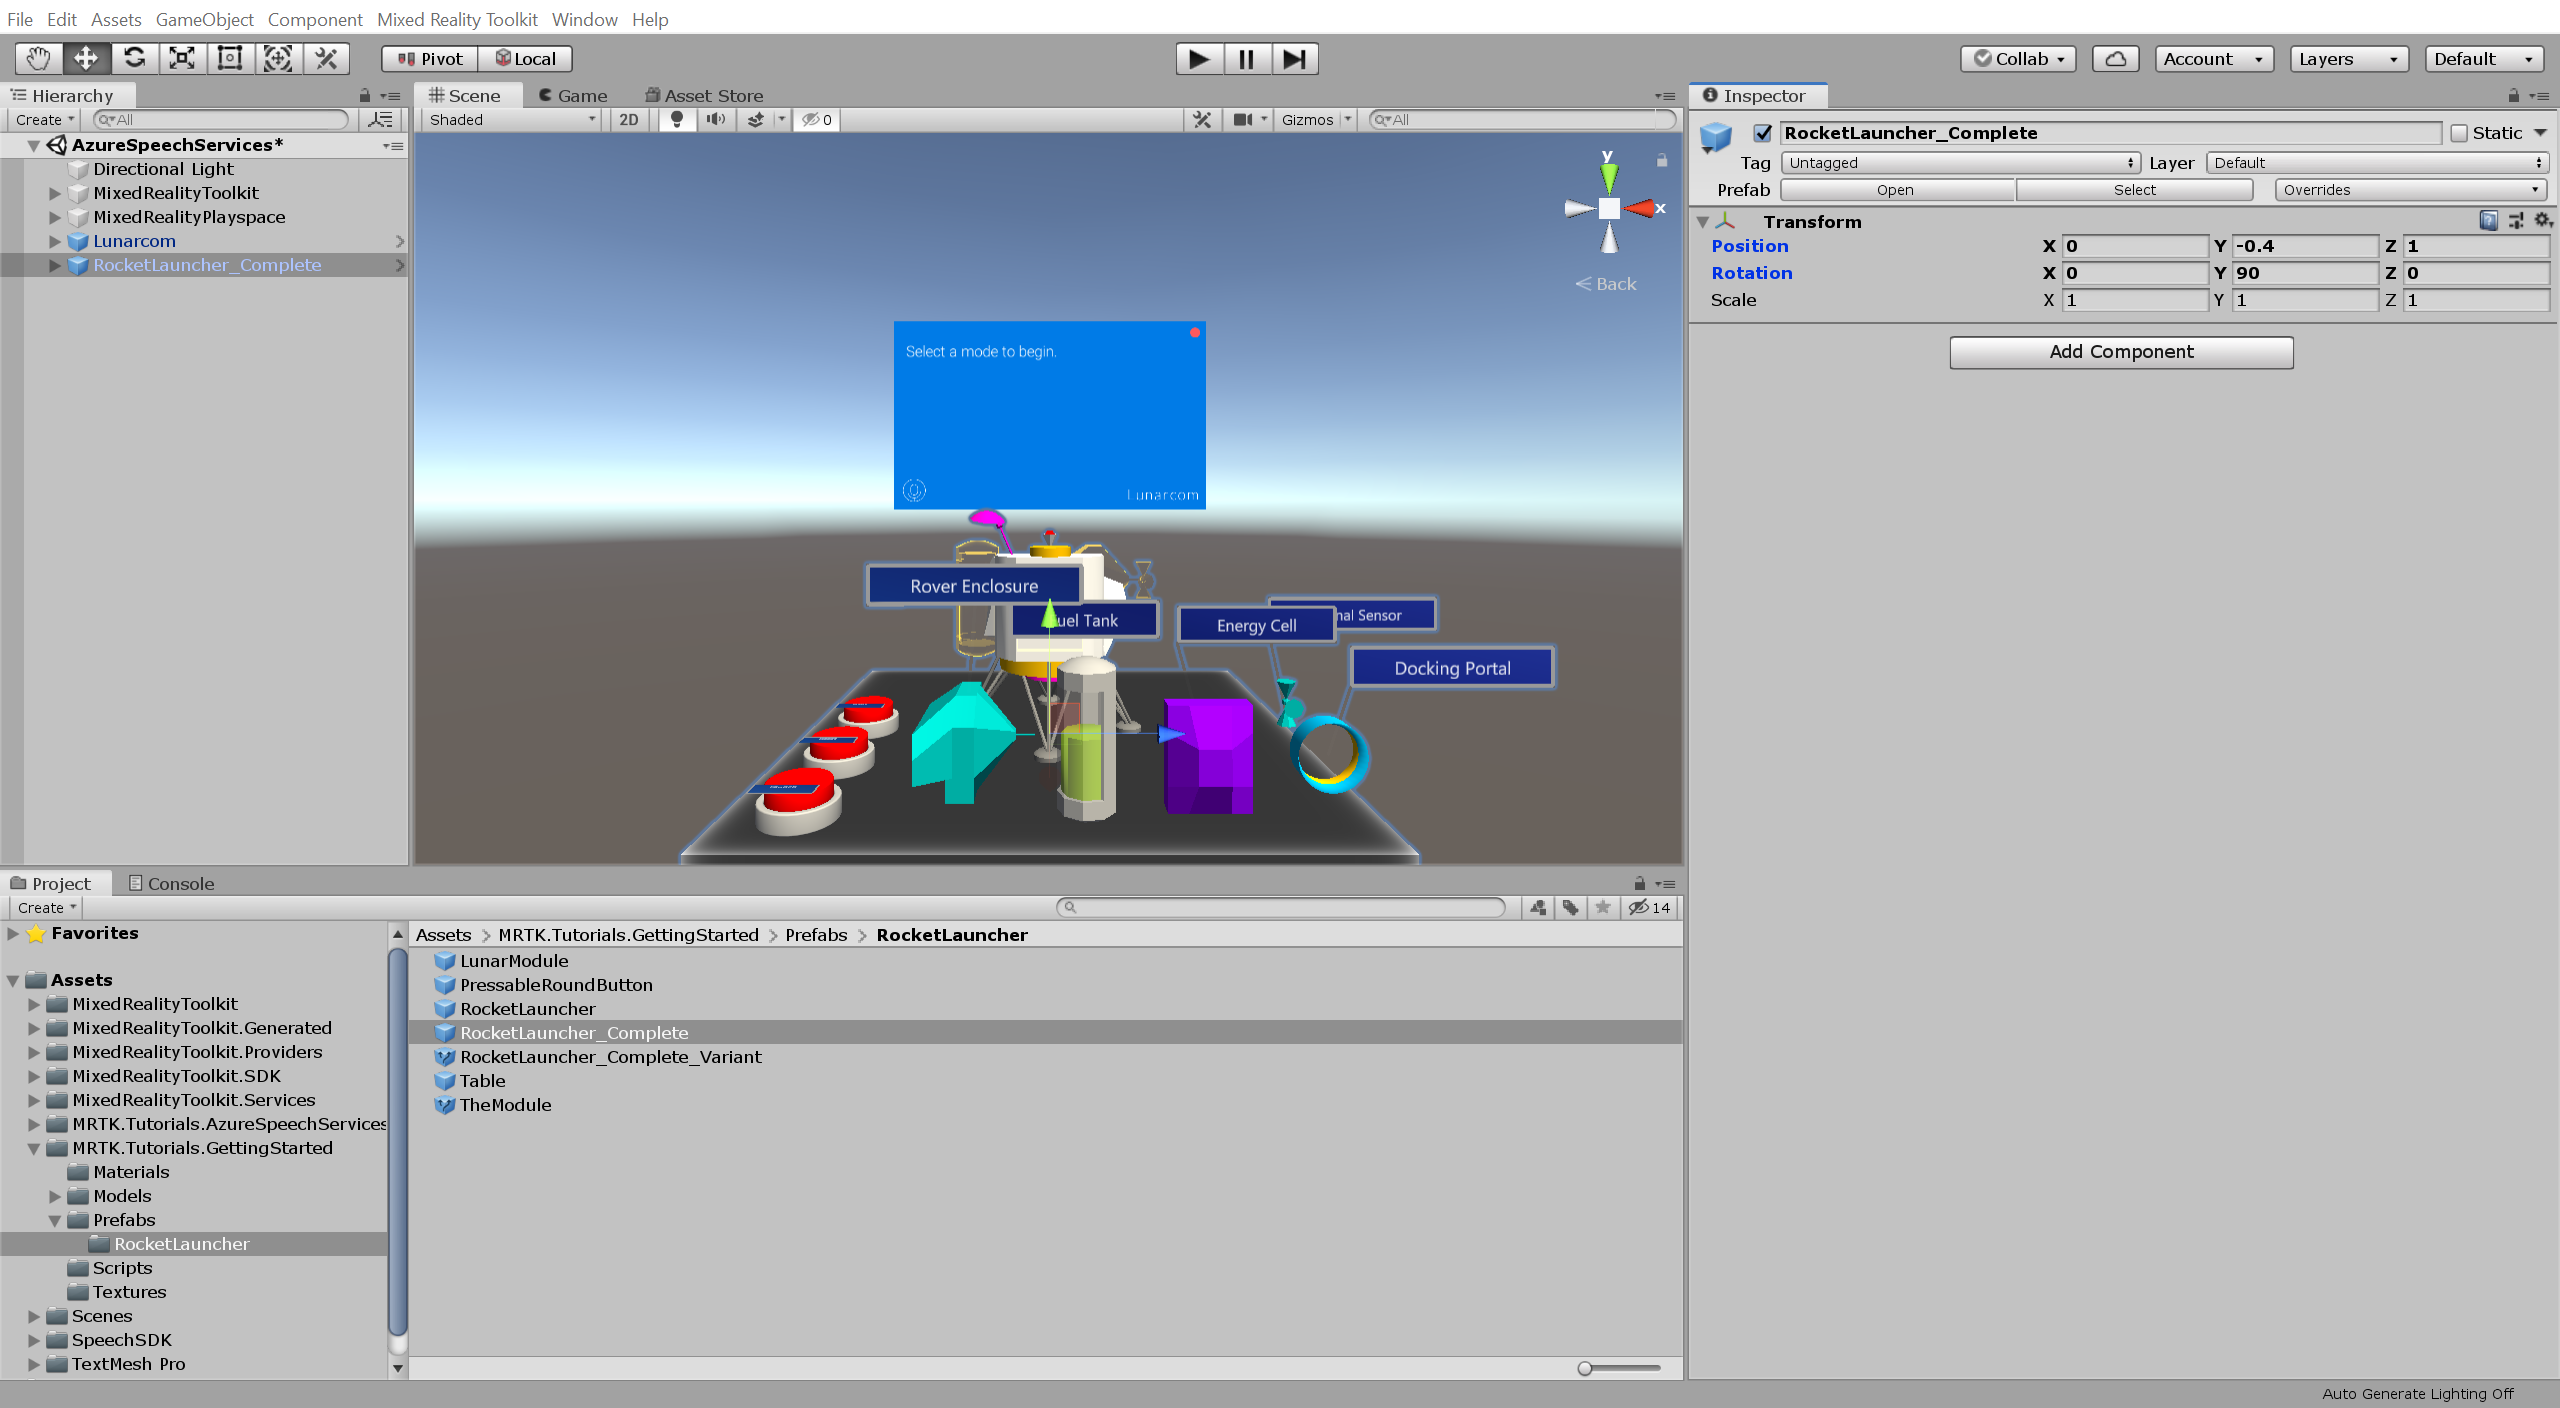 File Edit Assets GameObject Component Mixed Reality Toolkit Window Help
Pivot Local
Collab Account Layers Default
Hierarchy
Create All
AzureSpeechServices*
Directional Light
MixedRealityToolkit
MixedRealityPlayspace
Lunarcom
RocketLauncher_Complete
Scene Game Asset Store
Shaded 2D 0 Gizmos All
y
x
Back
Select a mode to begin.
Lunarcom
Rover Enclosure
uel Tank
Energy Cell
nal Sensor
Docking Portal
Inspector
RocketLauncher_Complete Static
Tag Untagged Layer Default
Prefab Open Select Overrides
Transform
Position X 0 Y -0.4 Z 1
Rotation X 0 Y 90 Z 0
Scale X 1 Y 1 Z 1
Add Component
Project Console
Create 14
Favorites
Assets
MixedRealityToolkit
MixedRealityToolkit.Generated
MixedRealityToolkit.Providers
MixedRealityToolkit.SDK
MixedRealityToolkit.Services
MRTK.Tutorials.AzureSpeechServices
MRTK.Tutorials.GettingStarted
Materials
Models
Prefabs
RocketLauncher
Scripts
Textures
Scenes
SpeechSDK
TextMesh Pro
Assets > MRTK.Tutorials.GettingStarted > Prefabs > RocketLauncher
LunarModule
PressableRoundButton
RocketLauncher
RocketLauncher_Complete
RocketLauncher_Complete_Variant
Table
TheModule
Auto Generate Lighting Off